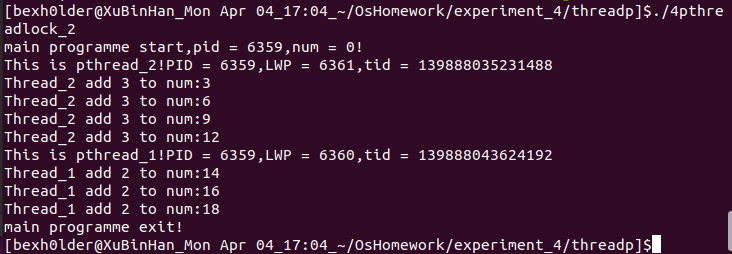 [bexh0lder@XuBinHan_Mon Apr 04_17:04_~/OsHomework/experiment_4/threadp]$./4pthre
adlock_2
main programme start,pid = 6359,num = 0!
This is pthread_2!PID = 6359,LWP = 6361,tid = 139888035231488
Thread_2 add 3 to num:3
Thread_2 add 3 to num:6
Thread_2 add 3 to num:9
Thread_2 add 3 to num:12
This is pthread_1!PID = 6359,LWP = 6360,tid = 139888043624192
Thread_1 add 2 to num:14
Thread_1 add 2 to num:16
Thread_1 add 2 to num:18
main programme exit!
[bexh0lder@XuBinHan_Mon Apr 04_17:04_~/OsHomework/experiment_4/threadp]$